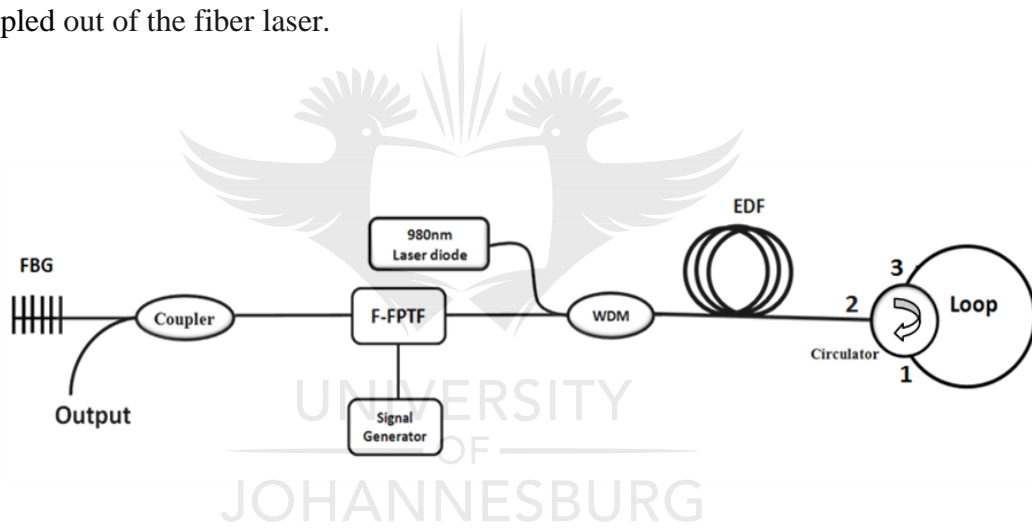 pled out of the fiber laser.
EDF
980nm
Laser diode
FBG
3
Coupler
F-FPTF
WDM
2
Loop
Circulator
1
Output
Signal
Generator
UNIVERSITY
OF
JOHANNESBURG